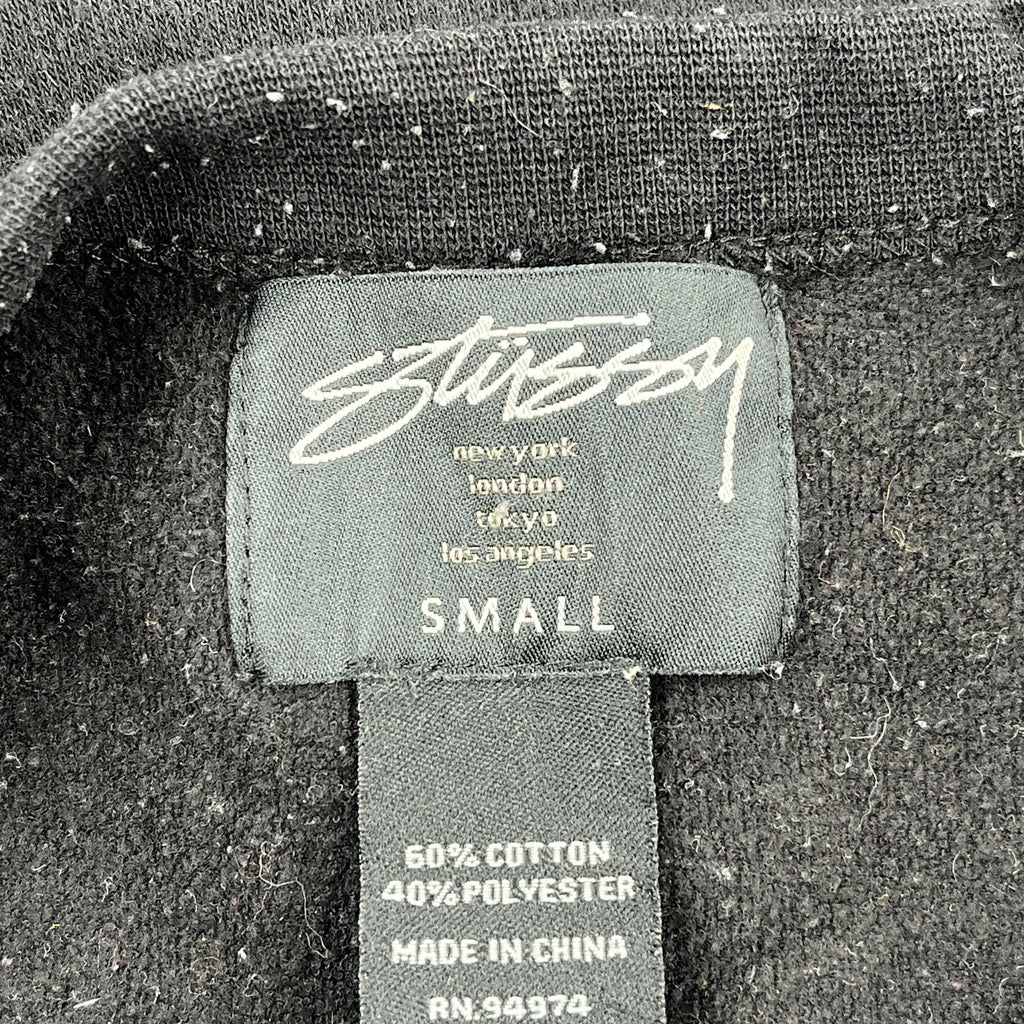 stüssy
new york
london
tokyo
los angeles
SMALL
60% COTTON
40% POLYESTER
MADE IN CHINA
RN.94974